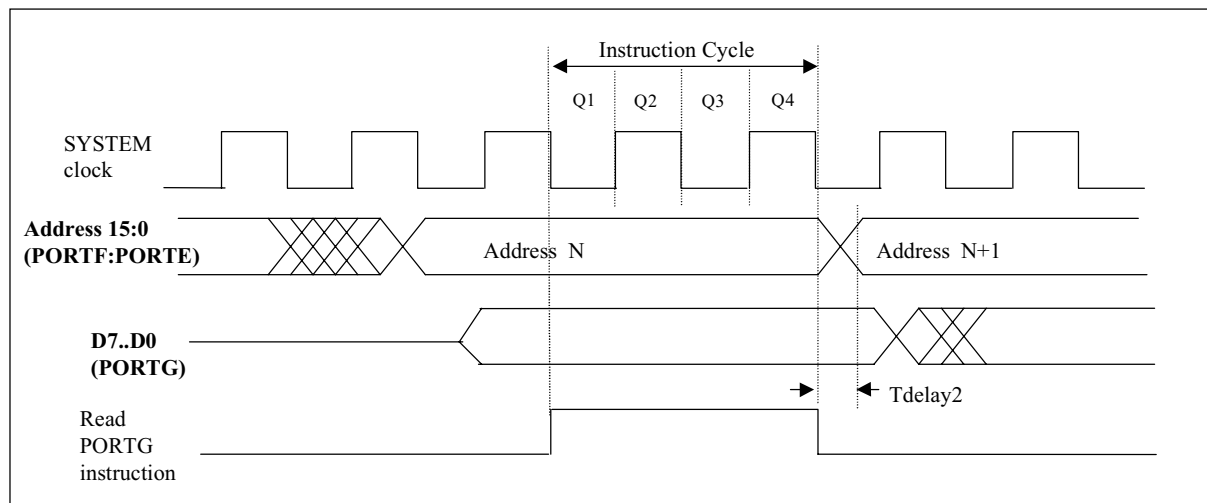 Instruction Cycle
Q1 Q2 Q3 Q4
SYSTEM
clock
Address 15:0
(PORTF:PORTE)
Address N
Address N+1
D7..D0
(PORTG)
Tdelay2
Read
PORTG
instruction